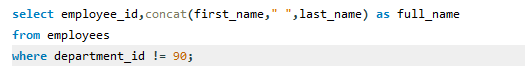 select employee_id,concat(first_name," ",last_name) as full_name
from employees
where department_id != 90;